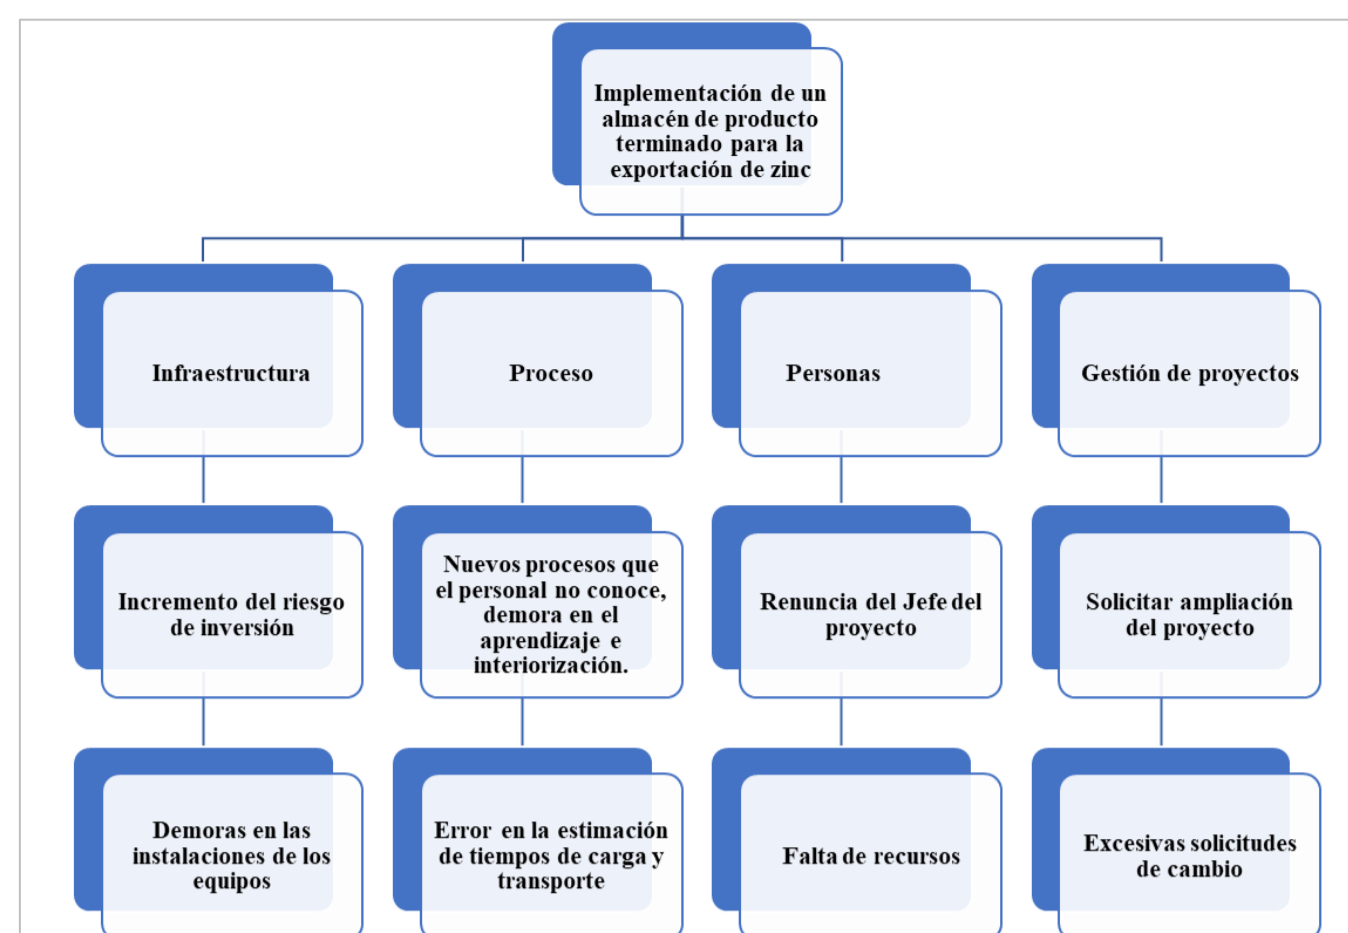 Implementación de un
almacén de producto
terminado para la
exportación de zinc
Infraestructura
Proceso
Personas
Gestión de proyectos
Incremento del riesgo
de inversión
Nuevos procesos que
el personal no conoce,
demora en el
aprendizaje e
interiorización.
Renuncia del Jefe del
proyecto
Solicitar ampliación
del proyecto
Demoras en las
instalaciones de los
equipos
Error en la estimación
de tiempos de carga y
transporte
Falta de recursos
Excesivas solicitudes
de cambio